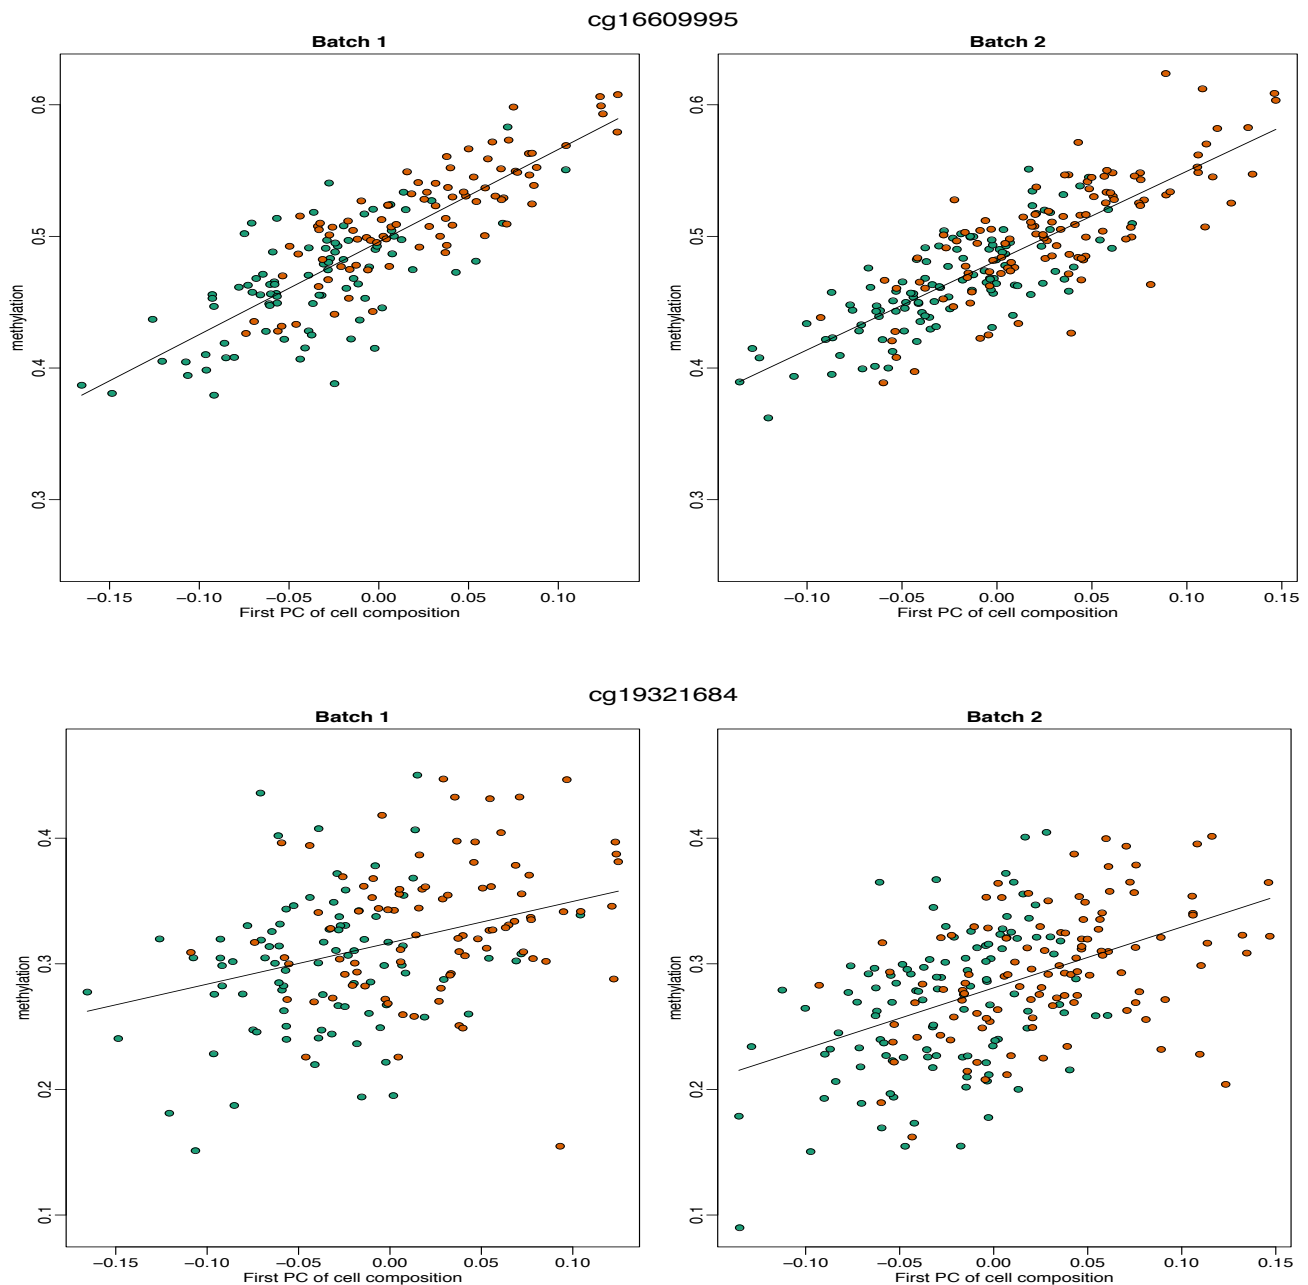 cg16609995
Batch 1
Batch 2
methylation
0.6
0.5
0.4
0.3
−0.15 −0.10 −0.05 0.00 0.05 0.10
First PC of cell composition
methylation
0.6
0.5
0.4
0.3
−0.10 −0.05 0.00 0.05 0.10 0.15
First PC of cell composition
cg19321684
Batch 1
Batch 2
methylation
0.4
0.3
0.2
0.1
−0.15 −0.10 −0.05 0.00 0.05 0.10
First PC of cell composition
methylation
0.4
0.3
0.2
0.1
−0.10 −0.05 0.00 0.05 0.10 0.15
First PC of cell composition